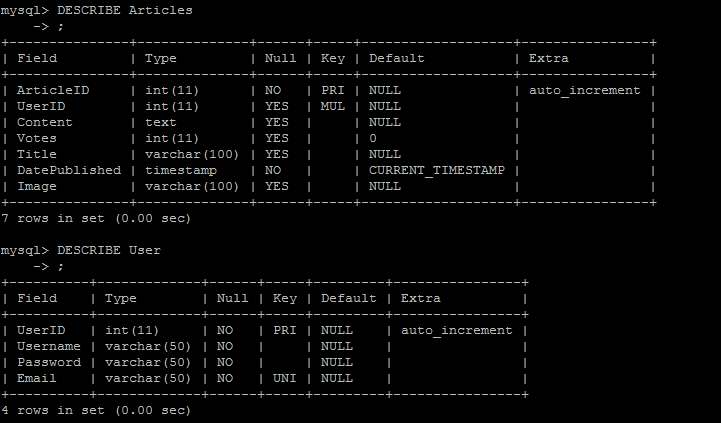 mysql> DESCRIBE Articles
    -> ;
+---------------+--------------+------+-----+-------------------+----------------+
| Field         | Type         | Null | Key | Default           | Extra          |
+---------------+--------------+------+-----+-------------------+----------------+
| ArticleID     | int(11)      | NO   | PRI | NULL              | auto_increment |
| UserID        | int(11)      | YES  | MUL | NULL              |                |
| Content       | text         | YES  |     | NULL              |                |
| Votes         | int(11)      | YES  |     | 0                 |                |
| Title         | varchar(100) | YES  |     | NULL              |                |
| DatePublished | timestamp    | NO   |     | CURRENT_TIMESTAMP |                |
| Image         | varchar(100) | YES  |     | NULL              |                |
+---------------+--------------+------+-----+-------------------+----------------+
7 rows in set (0.00 sec)

mysql> DESCRIBE User
    -> ;
+----------+-------------+------+-----+---------+----------------+
| Field    | Type        | Null | Key | Default | Extra          |
+----------+-------------+------+-----+---------+----------------+
| UserID   | int(11)     | NO   | PRI | NULL    | auto_increment |
| Username | varchar(50) | NO   |     | NULL    |                |
| Password | varchar(50) | NO   |     | NULL    |                |
| Email    | varchar(50) | NO   | UNI | NULL    |                |
+----------+-------------+------+-----+---------+----------------+
4 rows in set (0.00 sec)